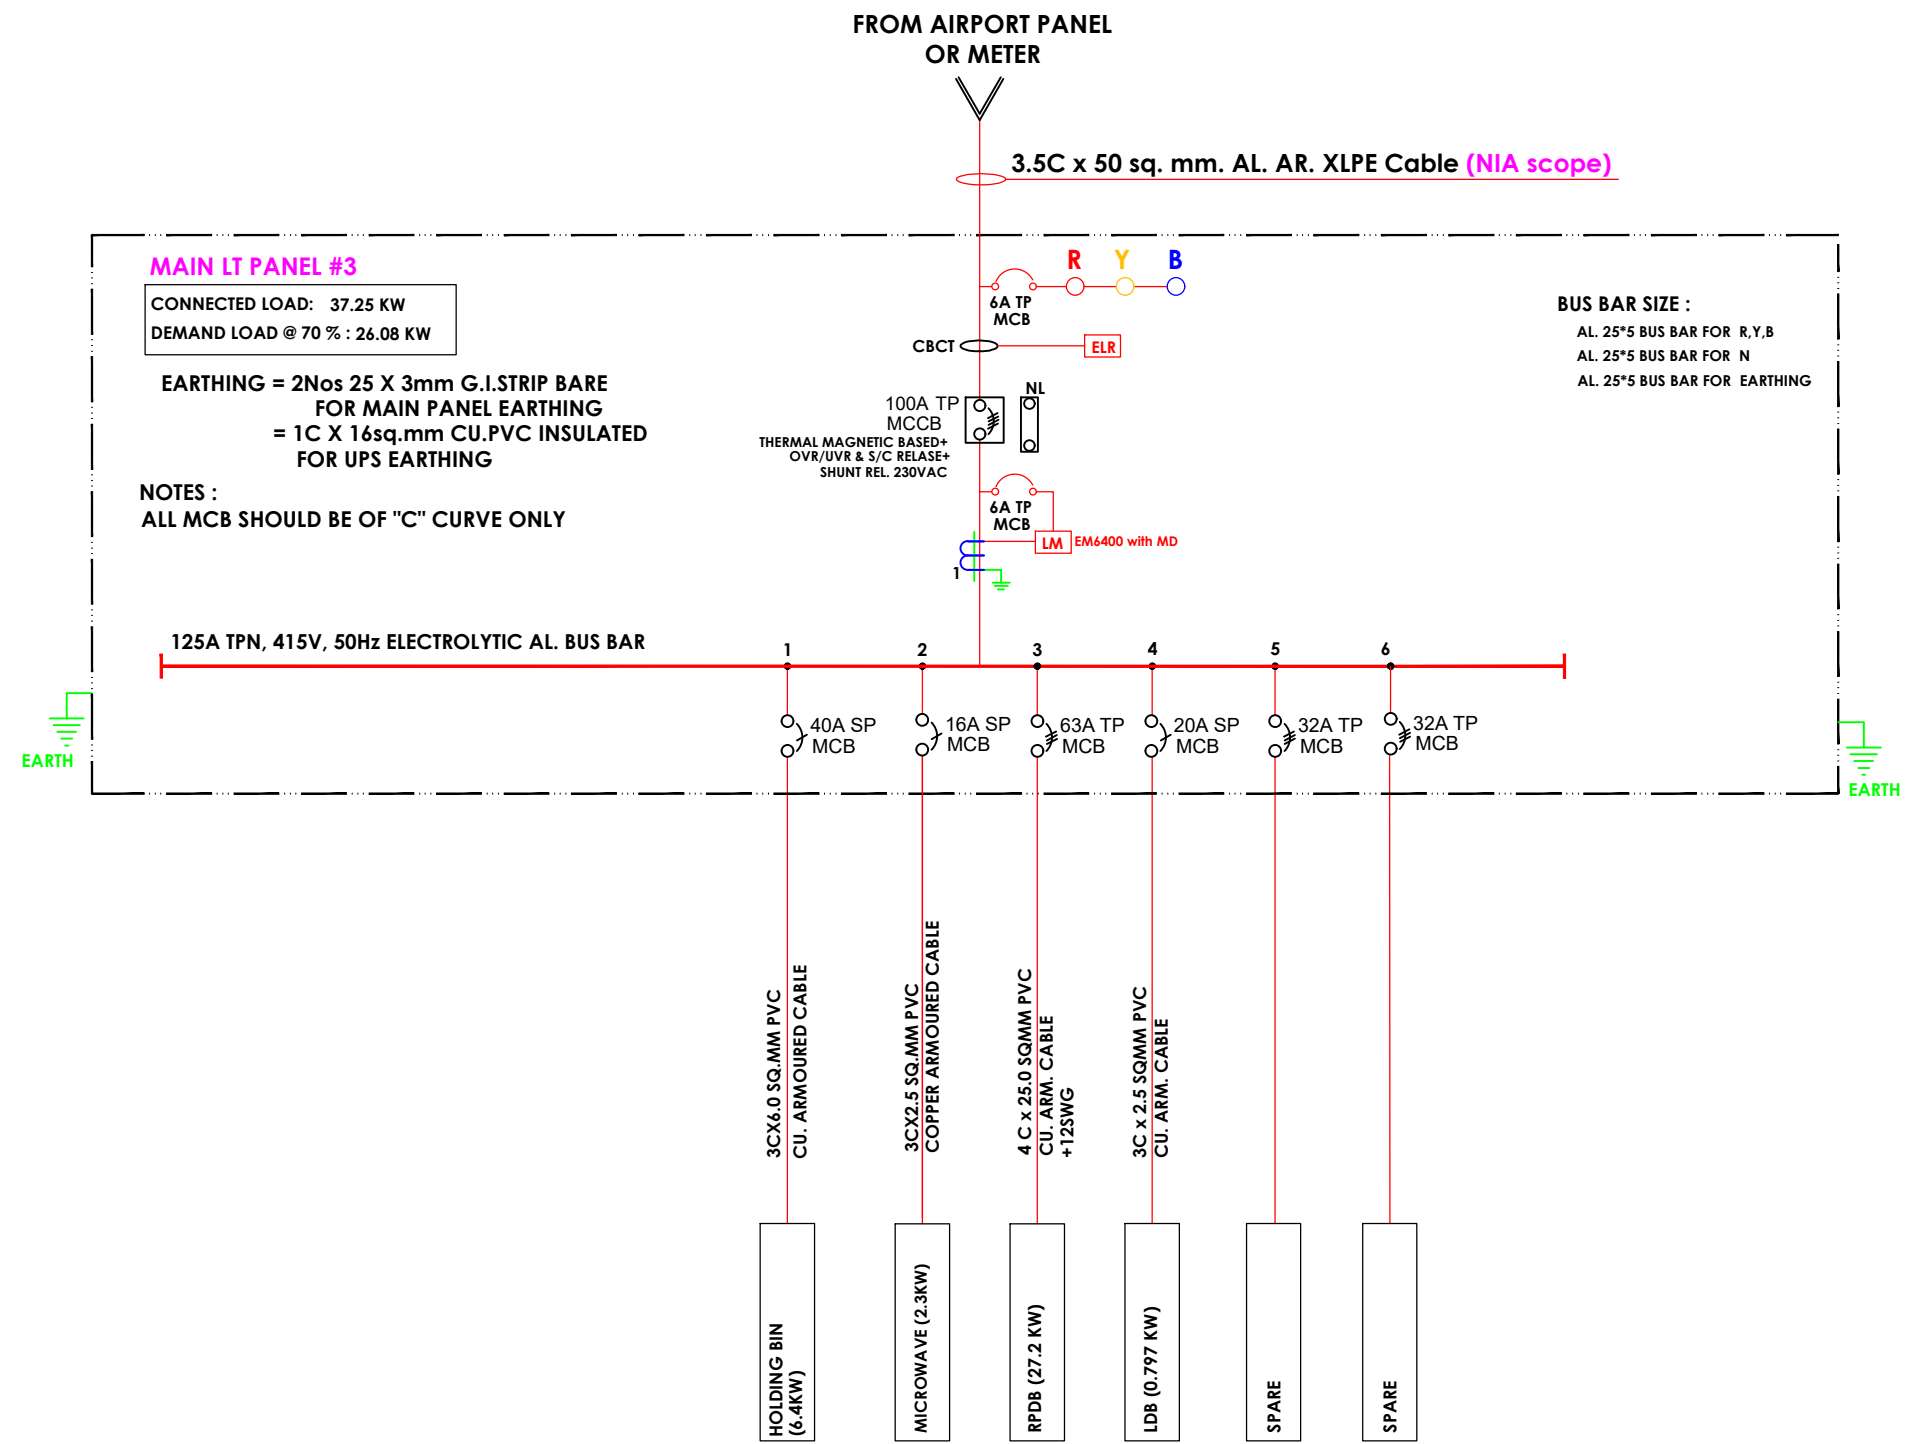 FROM AIRPORT PANEL
OR METER
3.5C x 50 sq. mm. AL. AR. XLPE Cable (NIA scope)
MAIN LT PANEL #3
CONNECTED LOAD: 37.25 KW
DEMAND LOAD @ 70 % : 26.08 KW
EARTHING = 2Nos 25 X 3mm G.I.STRIP BARE
FOR MAIN PANEL EARTHING
= 1C X 16sq.mm CU.PVC INSULATED
FOR UPS EARTHING
NOTES :
ALL MCB SHOULD BE OF "C" CURVE ONLY
R Y B
6A TP
MCB
CBCT
ELR
100A TP
MCCB
NL
THERMAL MAGNETIC BASED+
OVR/UVR & S/C RELASE+
SHUNT REL. 230VAC
6A TP
MCB
LM EM6400 with MD
1
BUS BAR SIZE :
AL. 25*5 BUS BAR FOR R,Y,B
AL. 25*5 BUS BAR FOR N
AL. 25*5 BUS BAR FOR EARTHING
125A TPN, 415V, 50Hz ELECTROLYTIC AL. BUS BAR
1 2 3 4 5 6
40A SP
MCB
16A SP
MCB
63A TP
MCB
20A SP
MCB
32A TP
MCB
32A TP
MCB
EARTH
EARTH
3CX6.0 SQ.MM PVC
CU. ARMOURED CABLE
3CX2.5 SQ.MM PVC
COPPER ARMOURED CABLE
4 C x 25.0 SQMM PVC
CU. ARM. CABLE
+12SWG
3C x 2.5 SQMM PVC
CU. ARM. CABLE
HOLDING BIN
(6.4KW)
MICROWAVE (2.3KW)
RPDB (27.2 KW)
LDB (0.797 KW)
SPARE
SPARE